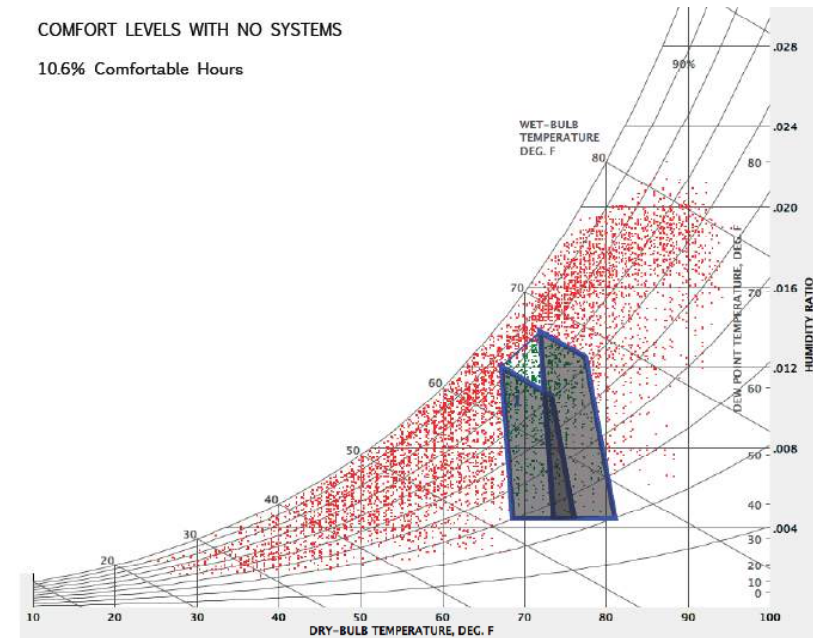 COMFORT LEVELS WITH NO SYSTEMS
10.6% Comfortable Hours
WET-BULB
TEMPERATURE
DEG. F
90%
80
70
60
50
40
30
20
.028
.024
.020
.016
.012
.008
.004
HUMIDITY RATIO
80
70
60
50
40
30
20
10
0
DEW POINT TEMPERATURE, DEG. F
10 20 30 40 50 60 70 80 90 100
DRY-BULB TEMPERATURE, DEG. F